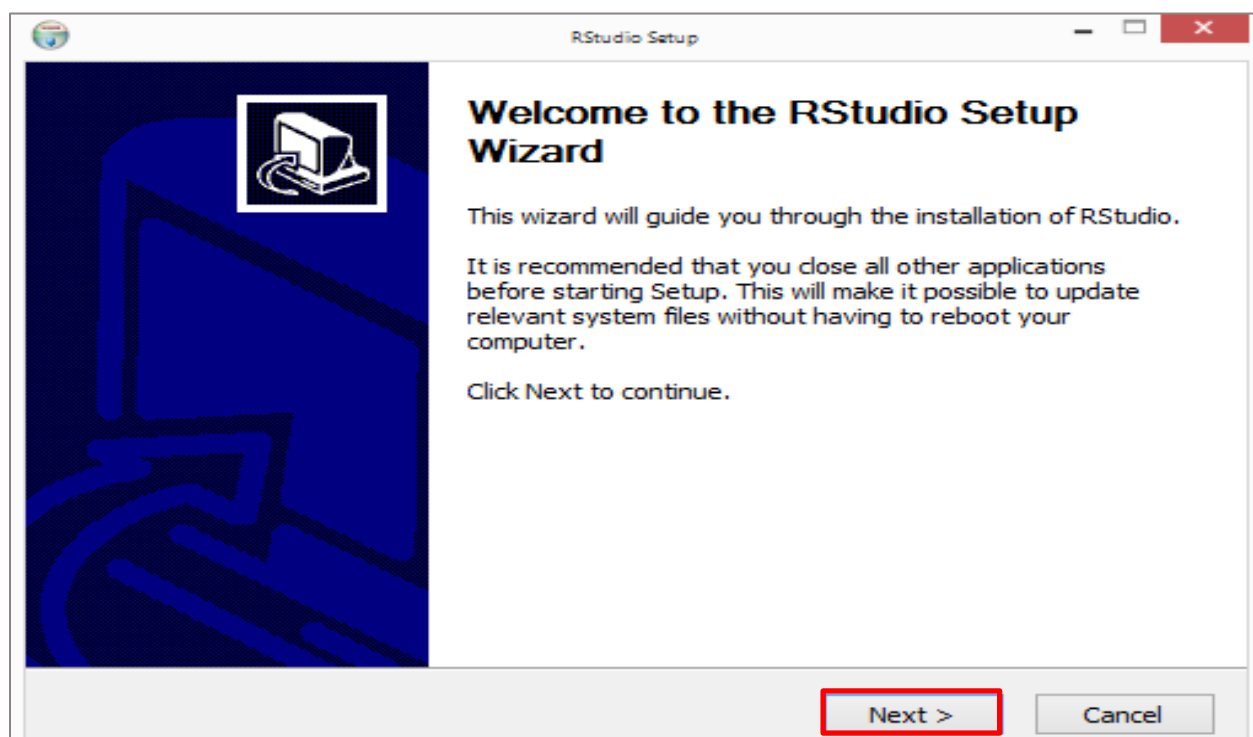 RStudio Setup
Welcome to the RStudio Setup
Wizard
This wizard will guide you through the installation of RStudio.
It is recommended that you close all other applications
before starting Setup. This will make it possible to update
relevant system files without having to reboot your
computer.
Click Next to continue.
Next >
Cancel